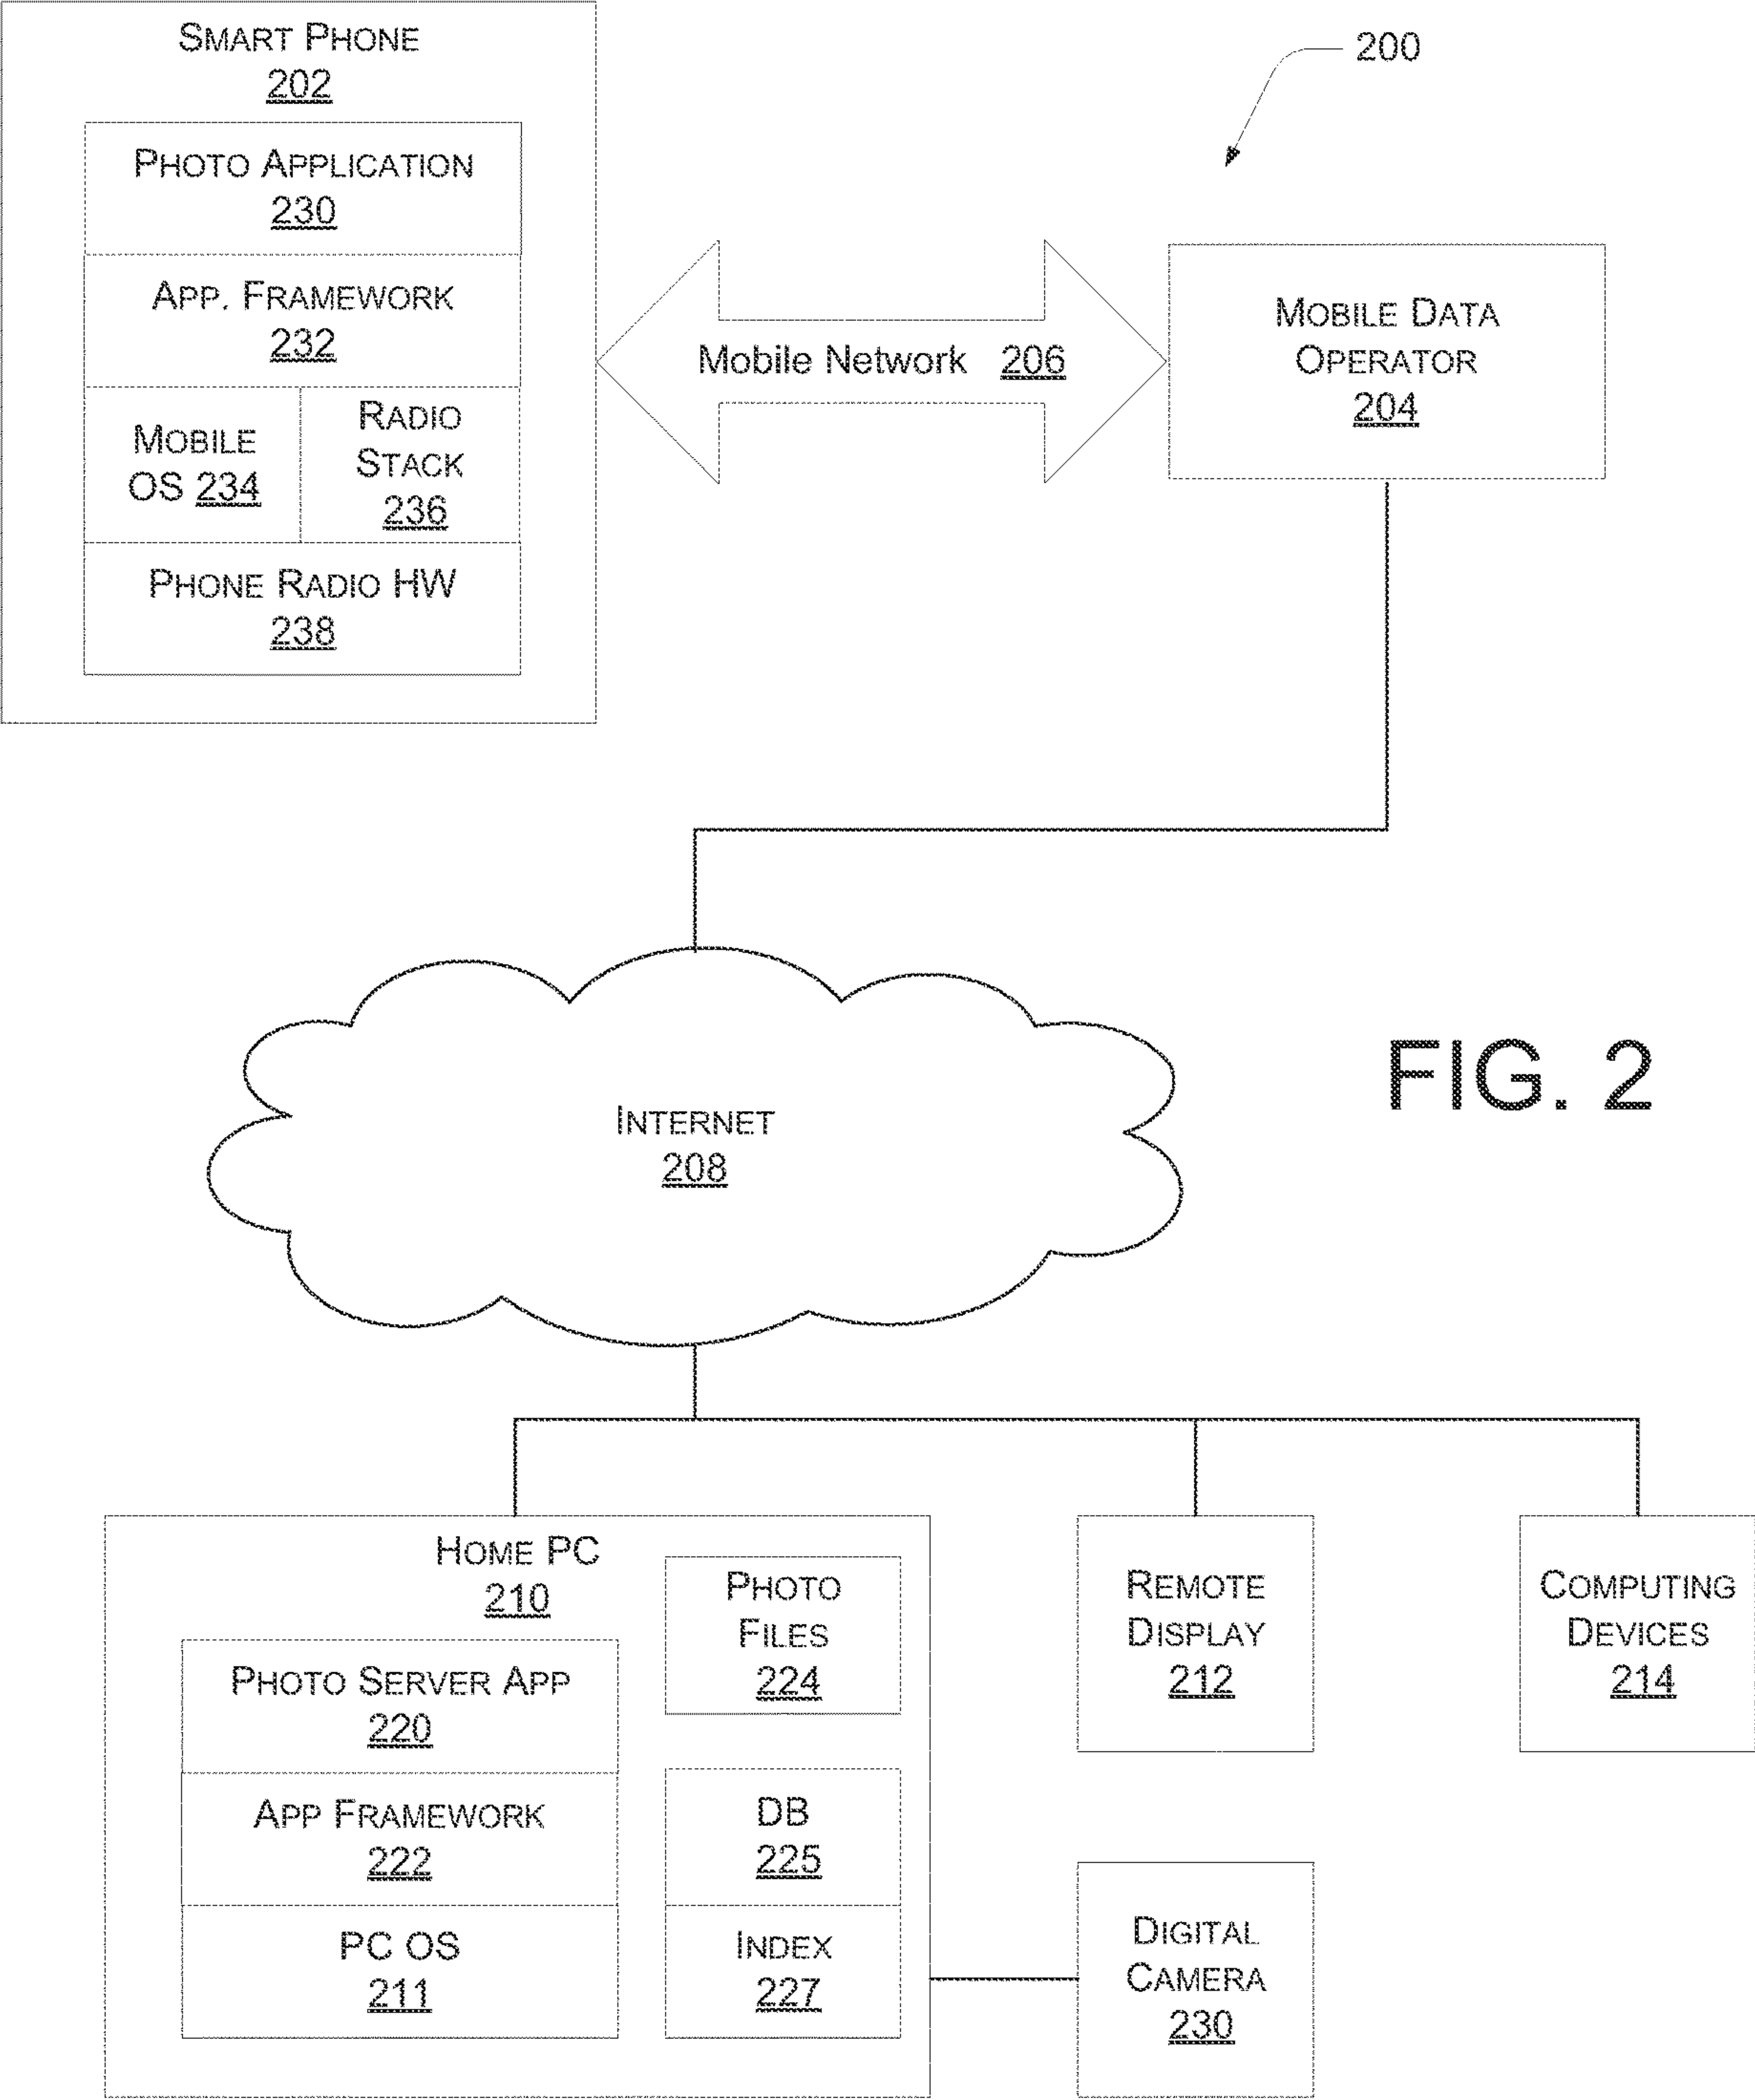 SMART PHONE
202
PHOTO APPLICATION
230
APP. FRAMEWORK
232
MOBILE
OS 234
RADIO
STACK
236
PHONE RADIO HW
238
200
Mobile Network 206
MOBILE DATA
OPERATOR
204
INTERNET
208
FIG. 2
HOME PC
210
PHOTO SERVER APP
220
APP FRAMEWORK
222
PC OS
211
PHOTO
FILES
224
DB
225
INDEX
227
REMOTE
DISPLAY
212
COMPUTING
DEVICES
214
DIGITAL
CAMERA
230